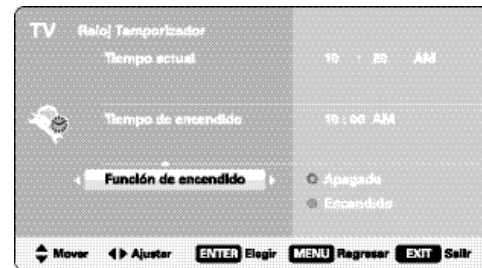 TV Reloj Temporizador
Tiempo actual 10 : 20 AM
Tiempo de encendido 10 : 00 AM
Función de encendido Apagado
Encendido
Mover Ajustar ENTER Elegir MENU Regresar EXIT Salir